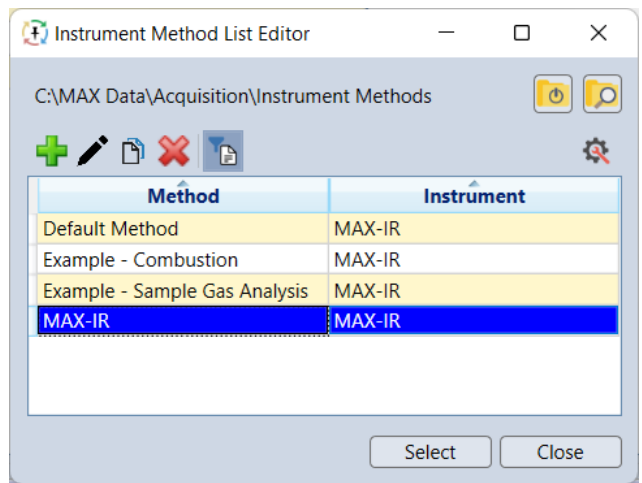 Instrument Method List Editor
C:\MAX Data\Acquisition\Instrument Methods
Method Instrument
Default Method MAX-IR
Example - Combustion MAX-IR
Example - Sample Gas Analysis MAX-IR
MAX-IR MAX-IR
Select Close